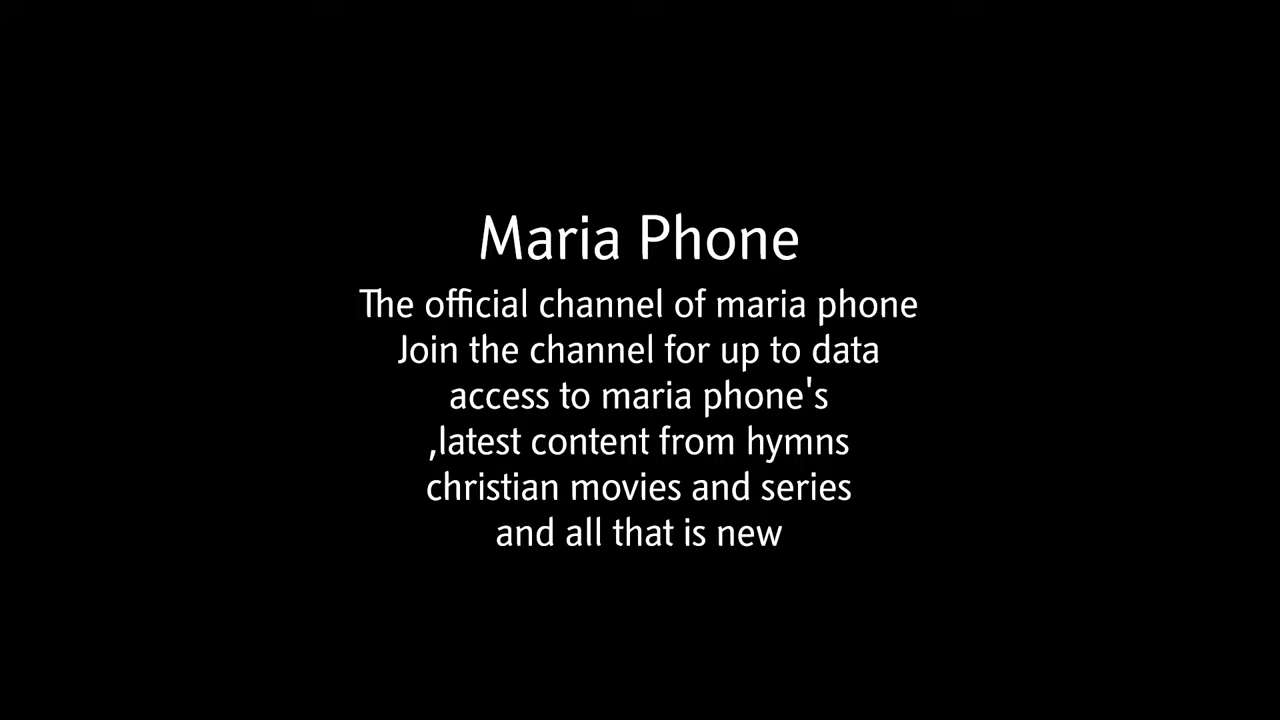 Maria Phone
The official channel of maria phone
Join the channel for up to data
access to maria phone's
,latest content from hymns
christian movies and series
and all that is new